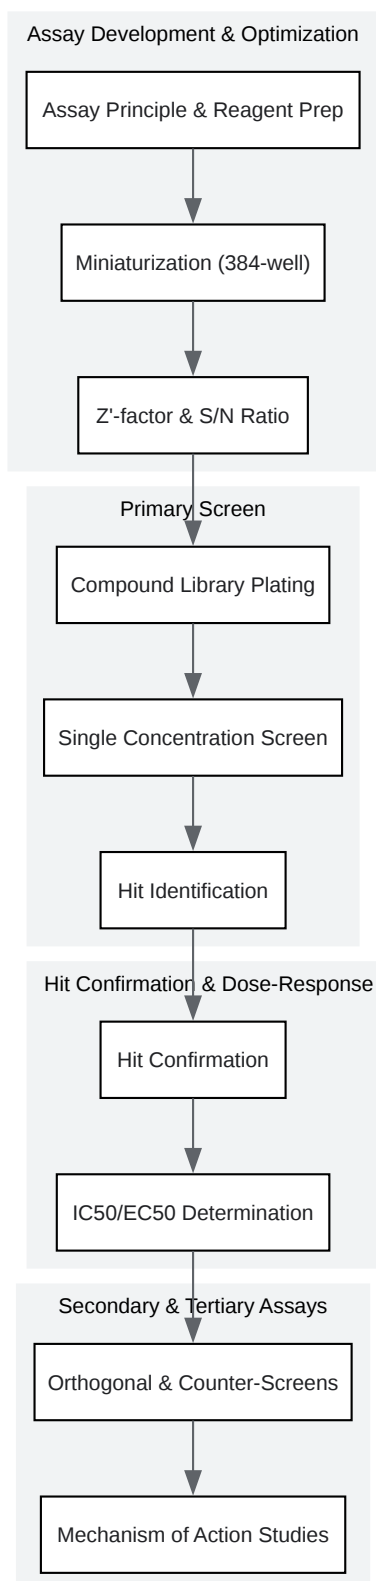 Assay Development & Optimization
Assay Principle & Reagent Prep
Miniaturization (384-well)
Z'-factor & S/N Ratio
Primary Screen
Compound Library Plating
Single Concentration Screen
Hit Identification
Hit Confirmation & Dose-Response
Hit Confirmation
IC50/EC50 Determination
Secondary & Tertiary Assays
Orthogonal & Counter-Screens
Mechanism of Action Studies